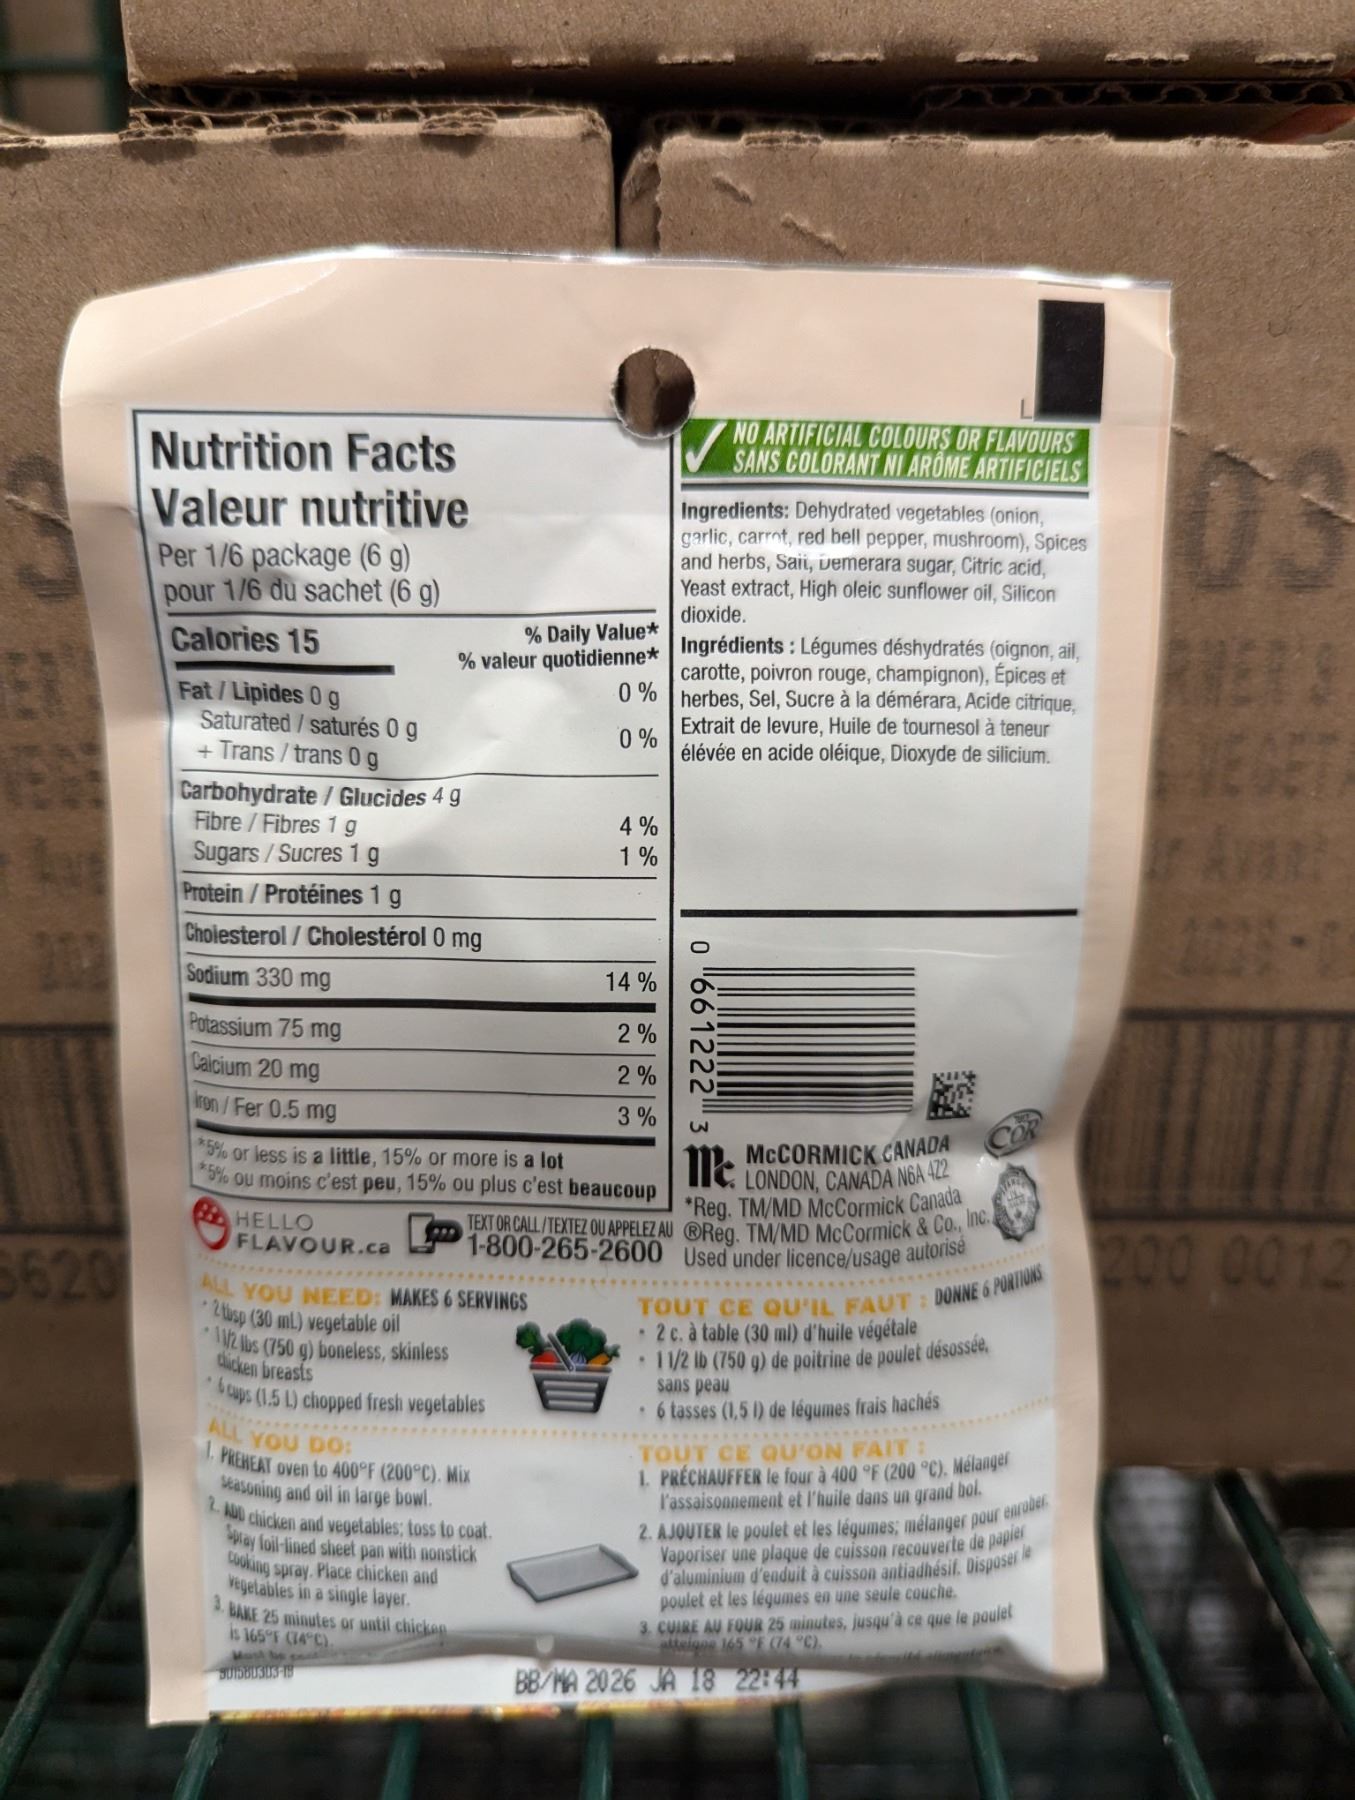 NO ARTIFICIAL COLOURS OR FLAVOURS
SANS COLORANT NI ARÔME ARTIFICIELS
Nutrition Facts
Valeur nutritive
Per 1/6 package (6 g)
pour 1/6 du sachet (6 g)
Calories 15
% Daily Value*
% valeur quotidienne*
Fat / Lipides 0 g 0 %
Saturated / saturés 0 g
+ Trans / trans 0 g 0 %
Carbohydrate / Glucides 4 g
Fibre / Fibres 1 g 4 %
Sugars / Sucres 1 g 1 %
Protein / Protéines 1 g
Cholesterol / Cholestérol 0 mg
Sodium 330 mg 14 %
Potassium 75 mg 2 %
Calcium 20 mg 2 %
Iron / Fer 0.5 mg 3 %
*5% or less is a little, 15% or more is a lot
*5% ou moins c'est peu, 15% ou plus c'est beaucoup
Ingredients: Dehydrated vegetables (onion,
garlic, carrot, red bell pepper, mushroom), Spices
and herbs, Salt, Demerara sugar, Citric acid,
Yeast extract, High oleic sunflower oil, Silicon
dioxide.
Ingrédients : Légumes déshydratés (oignon, ail,
carotte, poivron rouge, champignon), Épices et
herbes, Sel, Sucre à la démérara, Acide citrique,
Extrait de levure, Huile de tournesol à teneur
élévée en acide oléique, Dioxyde de silicium.
0 661222 3
COR
Mc McCORMICK CANADA
LONDON, CANADA N6A 4Z2
*Reg. TM/MD McCormick Canada
®Reg. TM/MD McCormick & Co., Inc.
Used under licence/usage autorisé
HELLO
FLAVOUR.ca
TEXT OR CALL / TEXTEZ OU APPELEZ AU
1-800-265-2600
ALL YOU NEED: MAKES 6 SERVINGS
• 2 tbsp (30 mL) vegetable oil
• 1 1/2 lbs (750 g) boneless, skinless
chicken breasts
• 6 cups (1.5 L) chopped fresh vegetables
ALL YOU DO:
1. PREHEAT oven to 400°F (200°C). Mix
seasoning and oil in large bowl.
2. ADD chicken and vegetables; toss to coat.
Spray foil-lined sheet pan with nonstick
cooking spray. Place chicken and
vegetables in a single layer.
3. BAKE 25 minutes or until chicken
is 165°F (74°C).
Must be
TOUT CE QU'IL FAUT : DONNE 6 PORTIONS
• 2 c. à table (30 ml) d'huile végétale
• 1 1/2 lb (750 g) de poitrine de poulet désossée,
sans peau
• 6 tasses (1,5 l) de légumes frais hachés
TOUT CE QU'ON FAIT :
1. PRÉCHAUFFER le four à 400 °F (200 °C). Mélanger
l'assaisonnement et l'huile dans un grand bol.
2. AJOUTER le poulet et les légumes; mélanger pour enrober.
Vaporiser une plaque de cuisson recouverte de papier
d'aluminium d'enduit à cuisson antiadhésif. Disposer le
poulet et les légumes en une seule couche.
3. CUIRE AU FOUR 25 minutes, jusqu'à ce que le poulet
atteigne 165 °F (74 °C).
901580303-1B
BB/MA 2026 JA 18 22:44